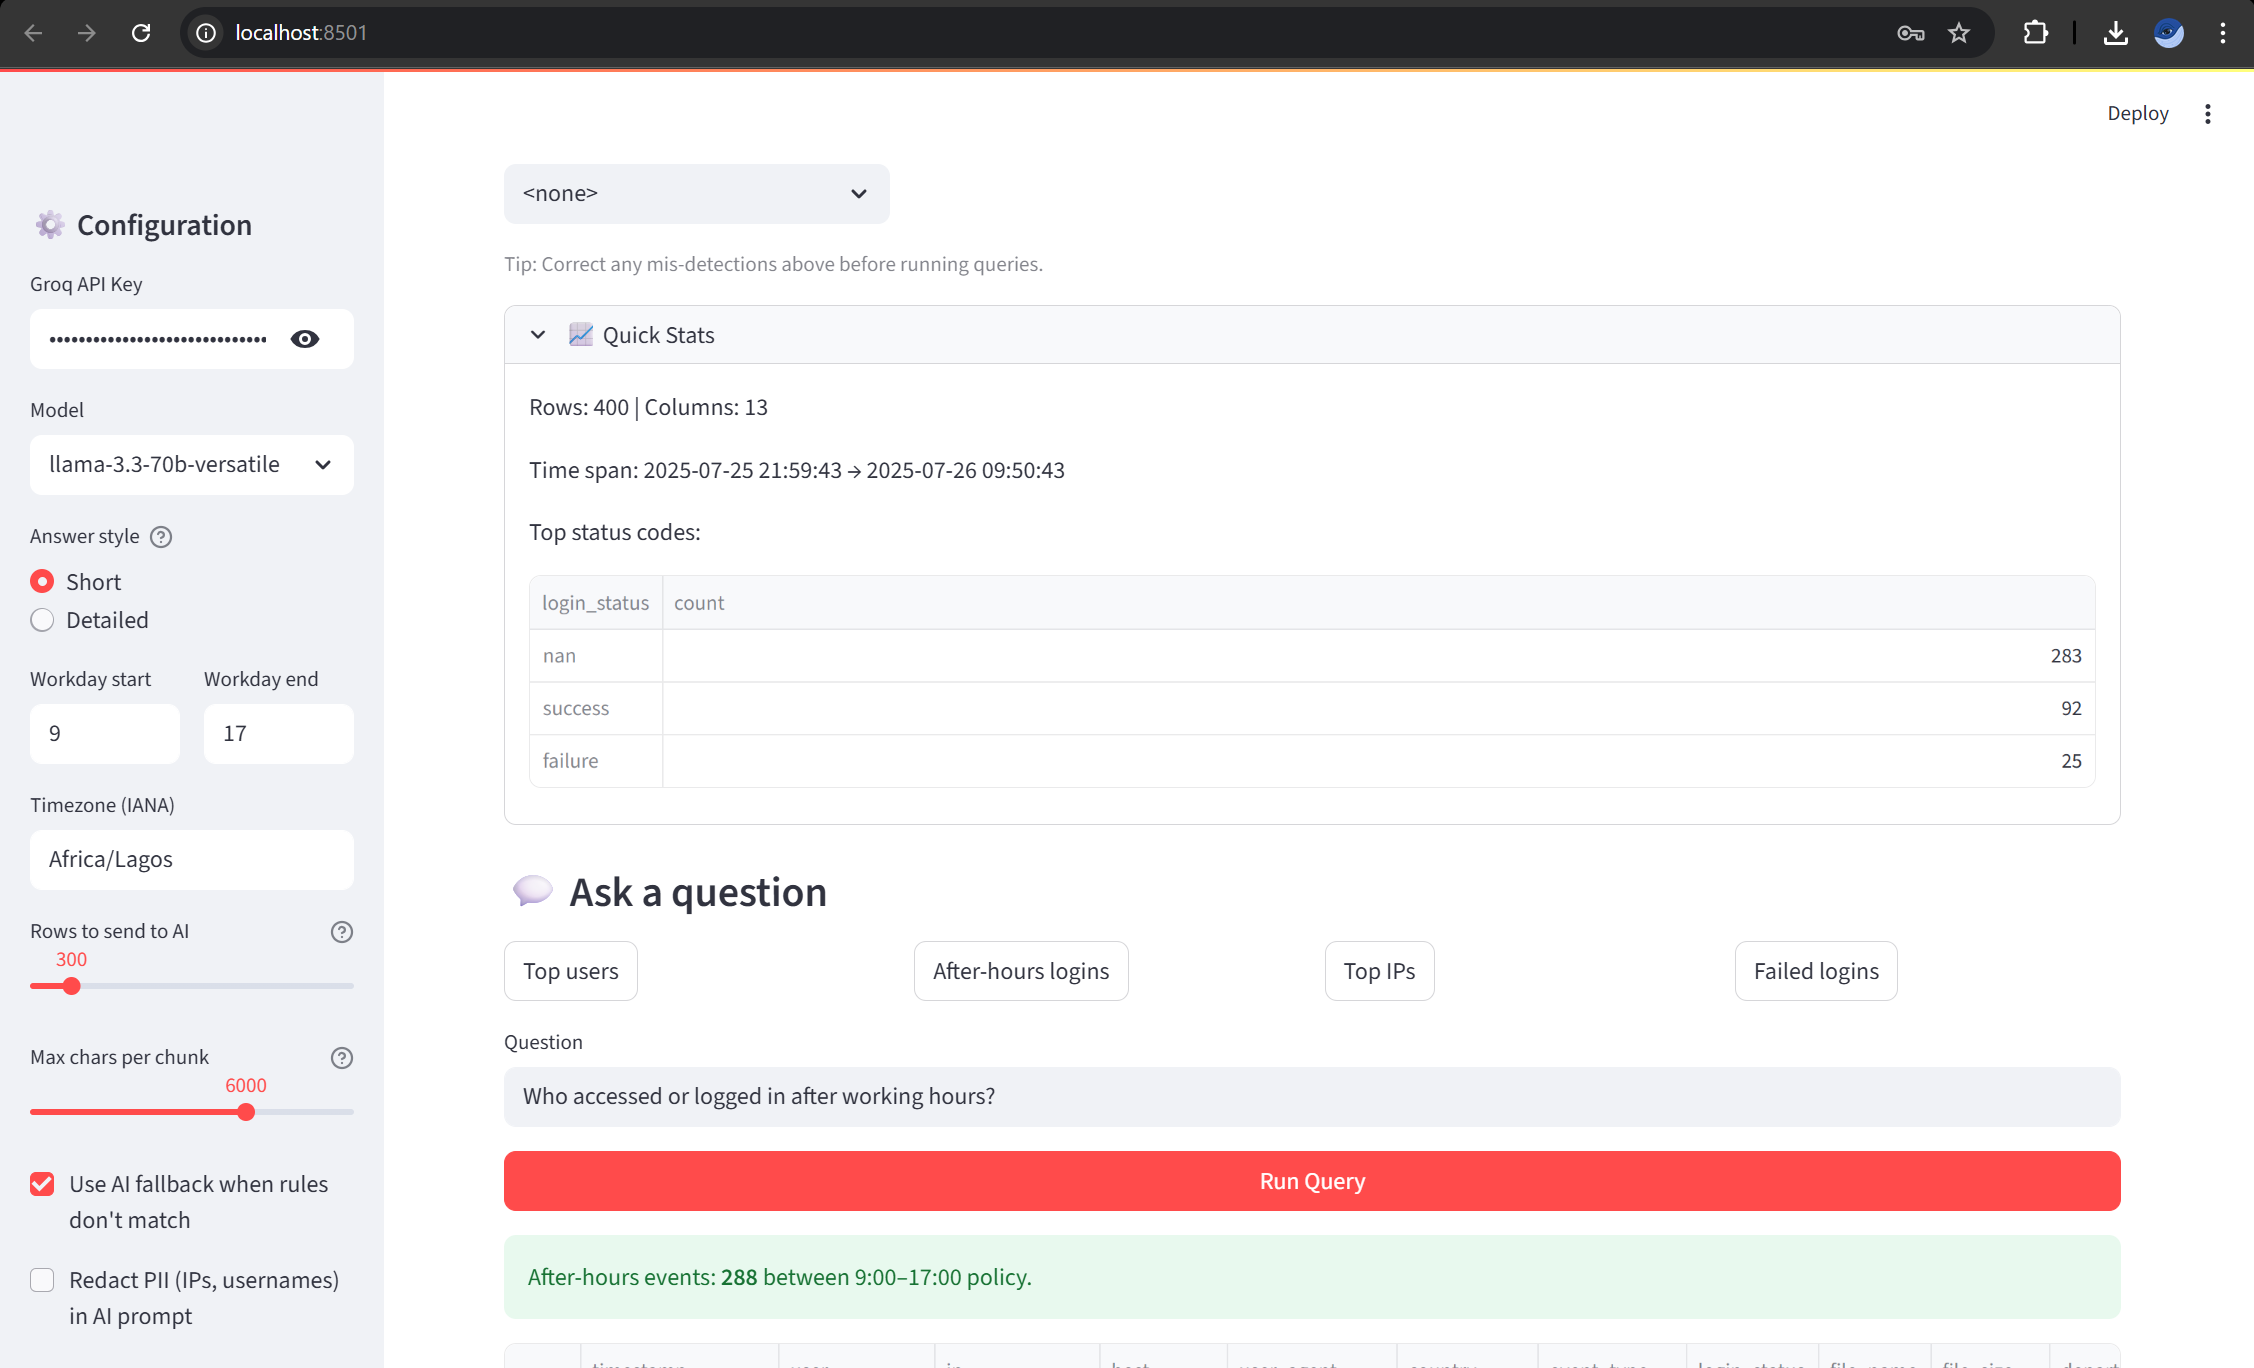 localhost:8501
Deploy
Configuration
Groq API Key
••••••••••••••••••••••••••••
Model
llama-3.3-70b-versatile
Answer style
Short
Detailed
Workday start Workday end
9 17
Timezone (IANA)
Africa/Lagos
Rows to send to AI
300
Max chars per chunk
6000
Use AI fallback when rules
don't match
Redact PII (IPs, usernames)
in AI prompt
<none>
Tip: Correct any mis-detections above before running queries.
Quick Stats
Rows: 400 | Columns: 13
Time span: 2025-07-25 21:59:43 → 2025-07-26 09:50:43
Top status codes:
login_status count
nan 283
success 92
failure 25
Ask a question
Top users After-hours logins Top IPs Failed logins
Question
Who accessed or logged in after working hours?
Run Query
After-hours events: 288 between 9:00–17:00 policy.